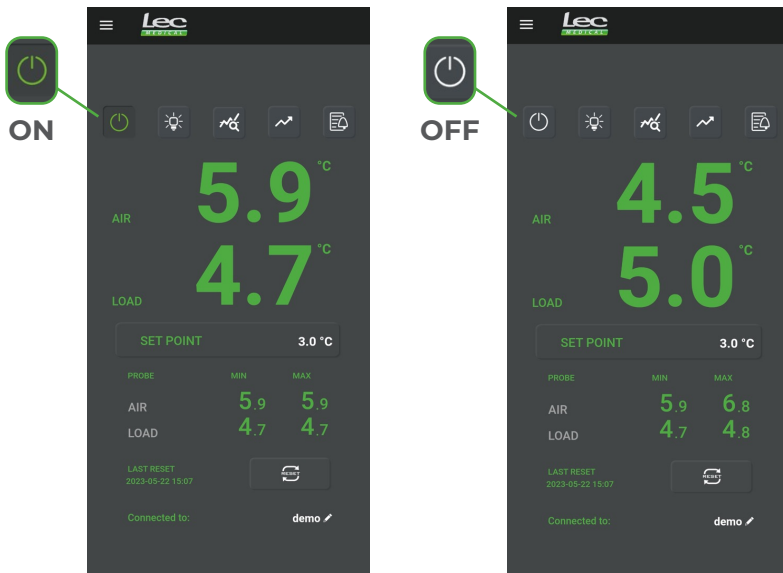 Lec
MEDICAL
ON
°C
AIR 5.9
°C
LOAD 4.7
SET POINT 3.0 °C
PROBE MIN MAX
AIR 5.9 5.9
LOAD 4.7 4.7
LAST RESET
2023-05-22 15:07
RESET
Connected to: demo
Lec
MEDICAL
OFF
°C
AIR 4.5
°C
LOAD 5.0
SET POINT 3.0 °C
PROBE MIN MAX
AIR 5.9 6.8
LOAD 4.7 4.8
LAST RESET
2023-05-22 15:07
RESET
Connected to: demo